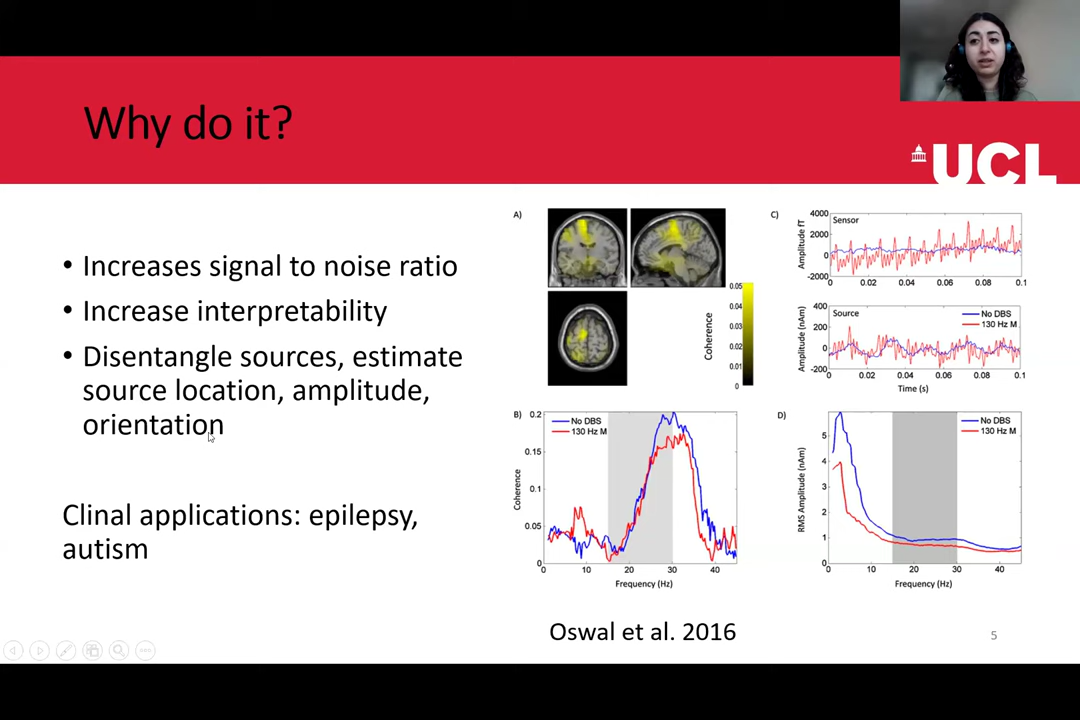 Why do it?
UCL
• Increases signal to noise ratio
• Increase interpretability
• Disentangle sources, estimate
source location, amplitude,
orientation
Clinal applications: epilepsy,
autism
A)
0.05
0.04
0.03
0.02
0.01
0
Coherence
B)
No DBS
130 Hz M
0.2
0.15
0.1
0.05
0
Coherence
0 10 20 30 40
Frequency (Hz)
C)
Sensor
4000
2000
0
-2000
Amplitude fT
0 0.02 0.04 0.06 0.08 0.1
Source
No DBS
130 Hz M
400
200
0
-200
Amplitude (nAm)
0 0.02 0.04 0.06 0.08 0.1
Time (s)
D)
No DBS
130 Hz M
5
4
3
2
1
0
RMS Amplitude (nAm)
0 10 20 30 40
Frequency (Hz)
Oswal et al. 2016
5